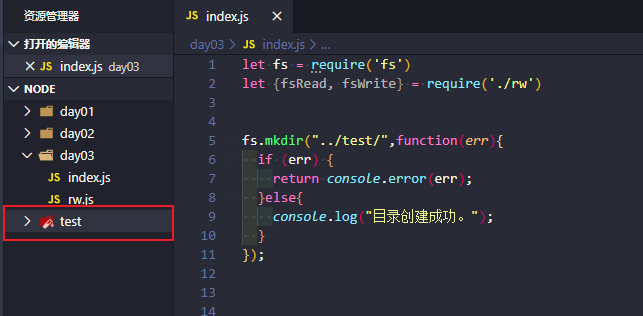 资源管理器
打开的编辑器
JS index.js day03
NODE
day01
day02
day03
JS index.js
JS rw.js
test
JS index.js
day03 > JS index.js > ...
1 let fs = require('fs')
2 let {fsRead, fsWrite} = require('./rw')
3
4
5 fs.mkdir("../test/",function(err){
6 if (err) {
7 return console.error(err);
8 }else{
9 console.log("目录创建成功。");
10 }
11 });
12
13
14